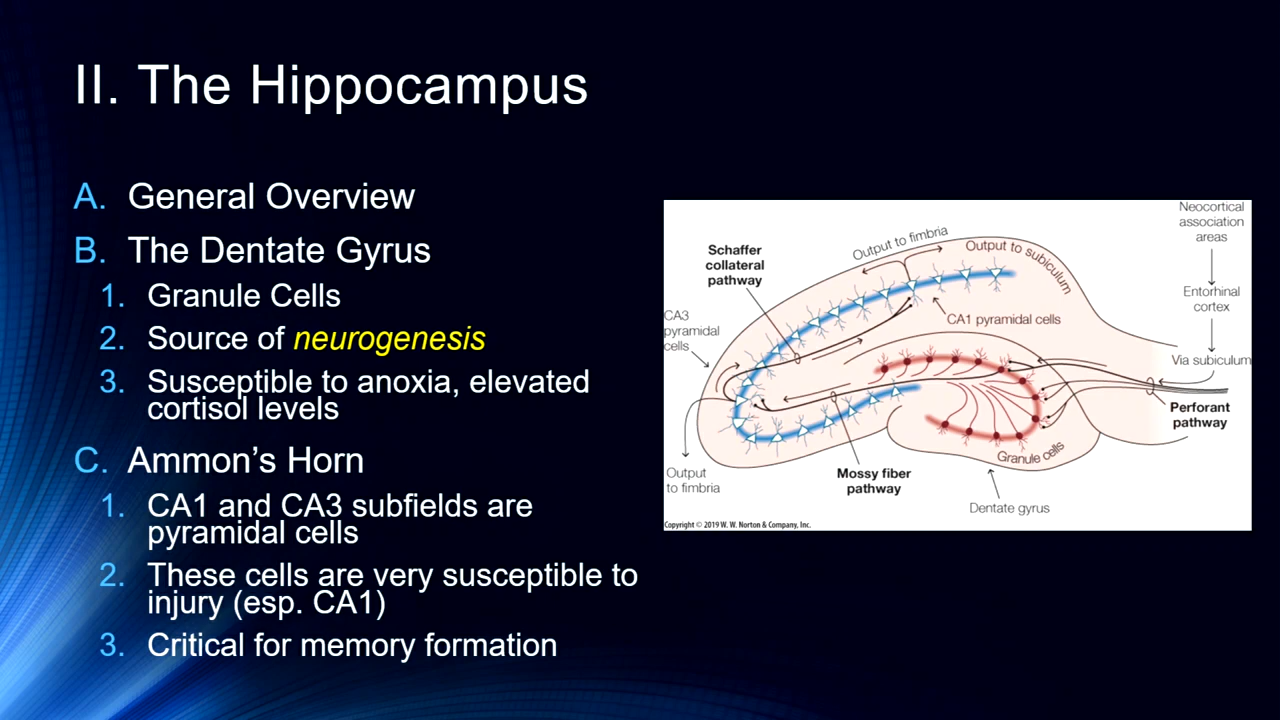 II. The Hippocampus
A. General Overview
B. The Dentate Gyrus
1. Granule Cells
2. Source of neurogenesis
3. Susceptible to anoxia, elevated
cortisol levels
C. Ammon’s Horn
1. CA1 and CA3 subfields are
pyramidal cells
2. These cells are very susceptible to
injury (esp. CA1)
3. Critical for memory formation
Neocortical
association
areas
Output to fimbria
Output to subiculum
Schaffer
collateral
pathway
Entorhinal
cortex
CA3
pyramidal
cells
CA1 pyramidal cells
Via subiculum
Perforant
pathway
Granule cells
Output
to fimbria
Mossy fiber
pathway
Dentate gyrus
Copyright © 2019 W. W. Norton & Company, Inc.